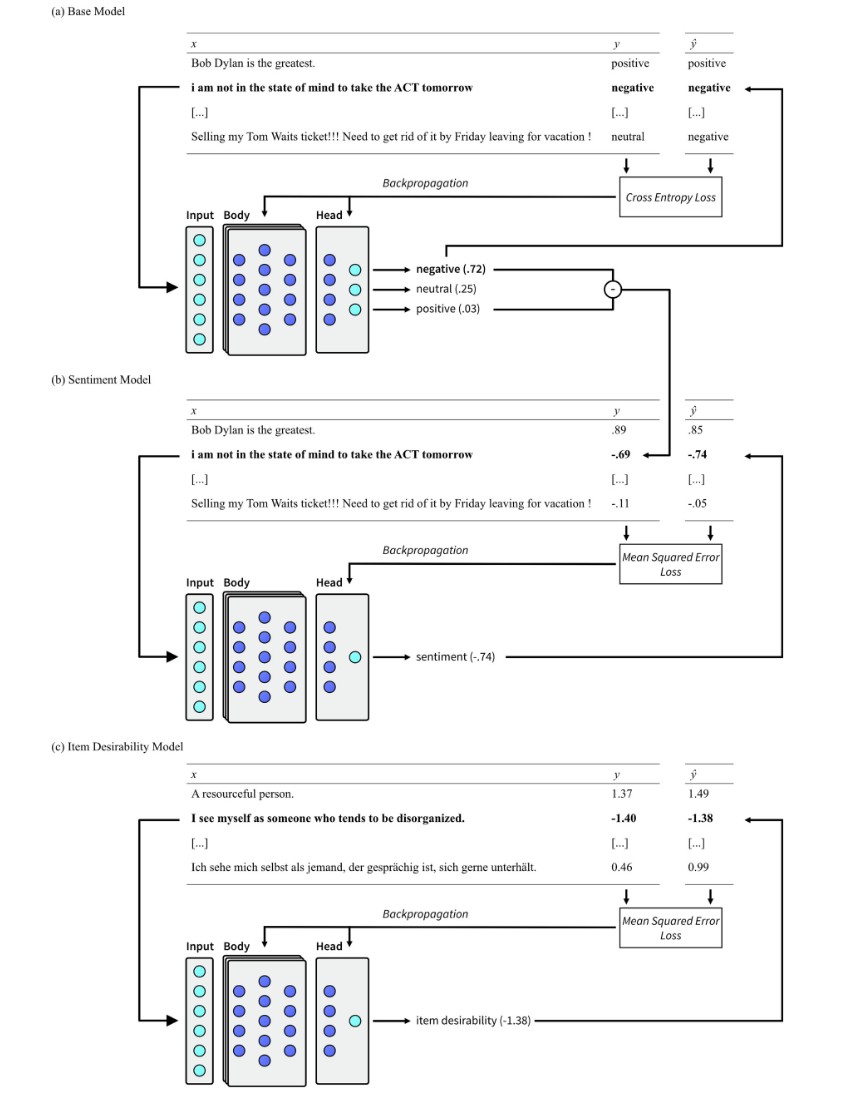 (a) Base Model
x y ŷ
Bob Dylan is the greatest. positive positive
i am not in the state of mind to take the ACT tomorrow negative negative
[...] [...] [...]
Selling my Tom Waits ticket!!! Need to get rid of it by Friday leaving for vacation ! neutral negative
Backpropagation
Cross Entropy Loss
Input Body Head
negative (.72)
neutral (.25)
positive (.03)
-
(b) Sentiment Model
x y ŷ
Bob Dylan is the greatest. .89 .85
i am not in the state of mind to take the ACT tomorrow -.69 -.74
[...] [...] [...]
Selling my Tom Waits ticket!!! Need to get rid of it by Friday leaving for vacation ! -.11 -.05
Backpropagation
Mean Squared Error
Loss
Input Body Head
sentiment (-.74)
(c) Item Desirability Model
x y ŷ
A resourceful person. 1.37 1.49
I see myself as someone who tends to be disorganized. -1.40 -1.38
[...] [...] [...]
Ich sehe mich selbst als jemand, der gesprächig ist, sich gerne unterhält. 0.46 0.99
Backpropagation
Mean Squared Error
Loss
Input Body Head
item desirability (-1.38)